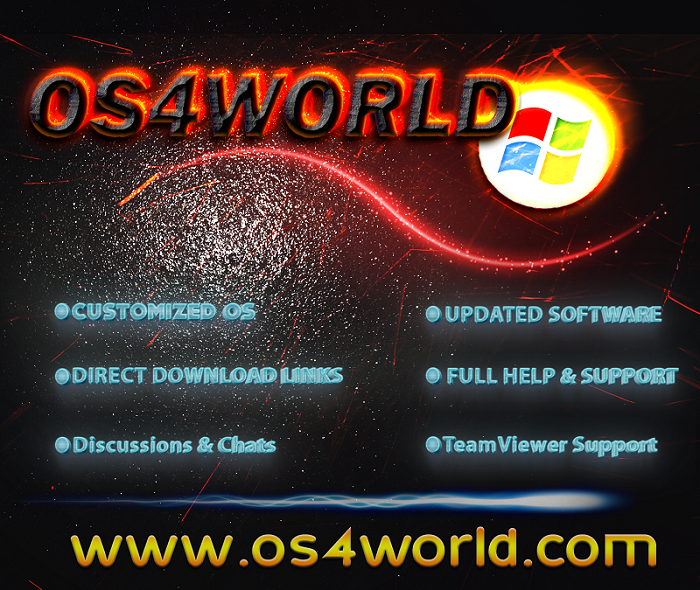 OS4WORLD
CUSTOMIZED OS
UPDATED SOFTWARE
DIRECT DOWNLOAD LINKS
FULL HELP & SUPPORT
Discussions & Chats
TeamViewer Support
www.os4world.com